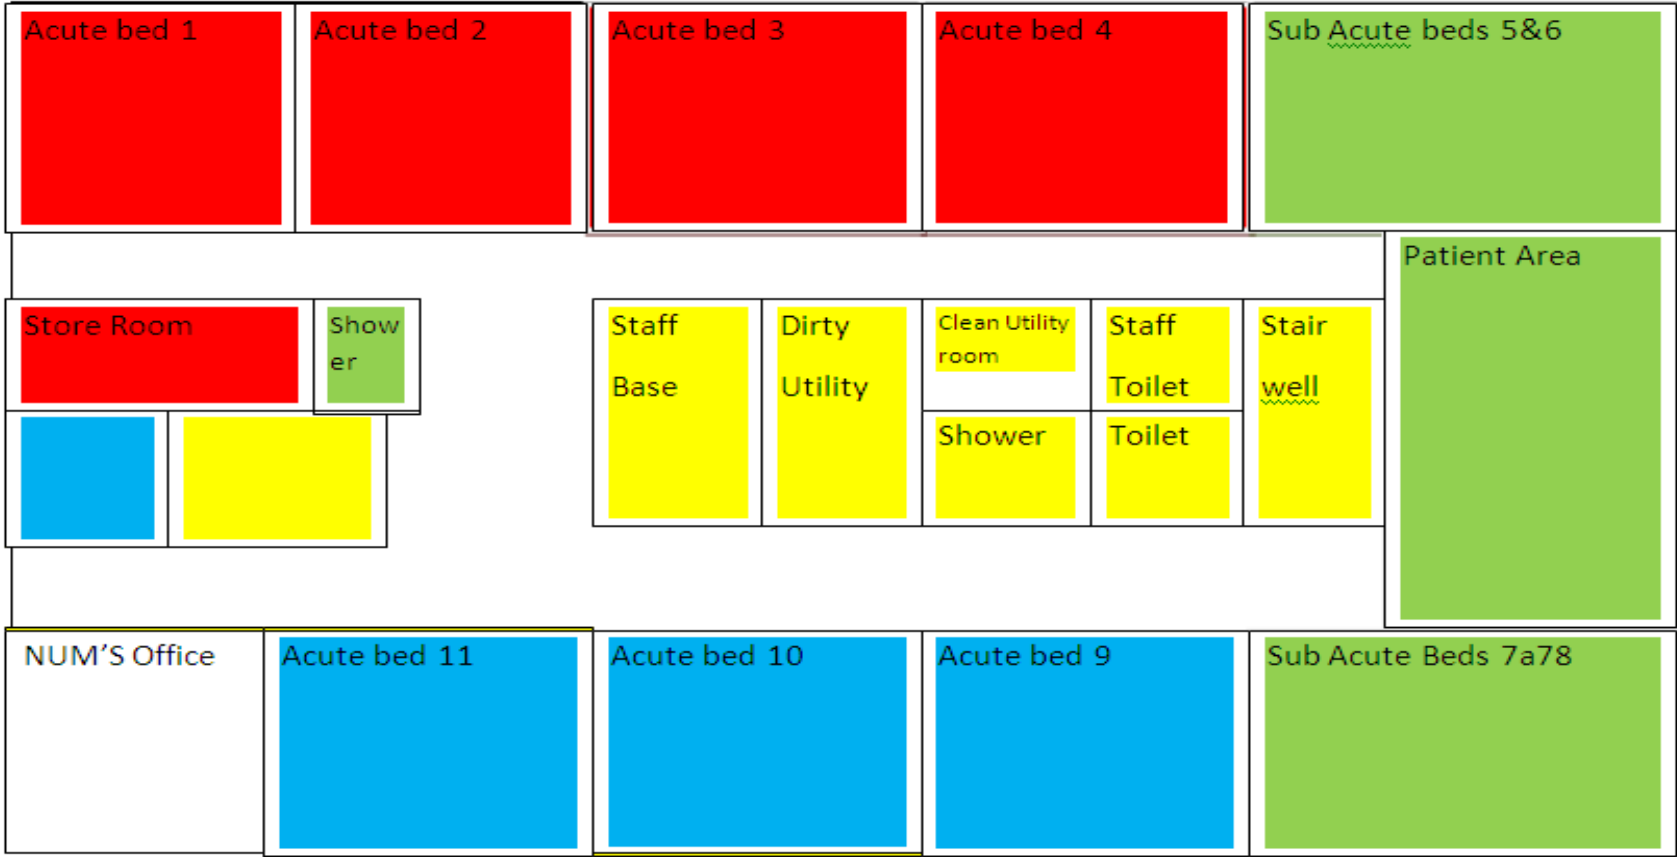 Acute bed 1
Acute bed 2
Acute bed 3
Acute bed 4
Sub Acute beds 5&6
Patient Area
Store Room
Show
er
Staff
Base
Dirty
Utility
Clean Utility
room
Staff
Toilet
Stair
well
Shower
Toilet
NUM'S Office
Acute bed 11
Acute bed 10
Acute bed 9
Sub Acute Beds 7a78